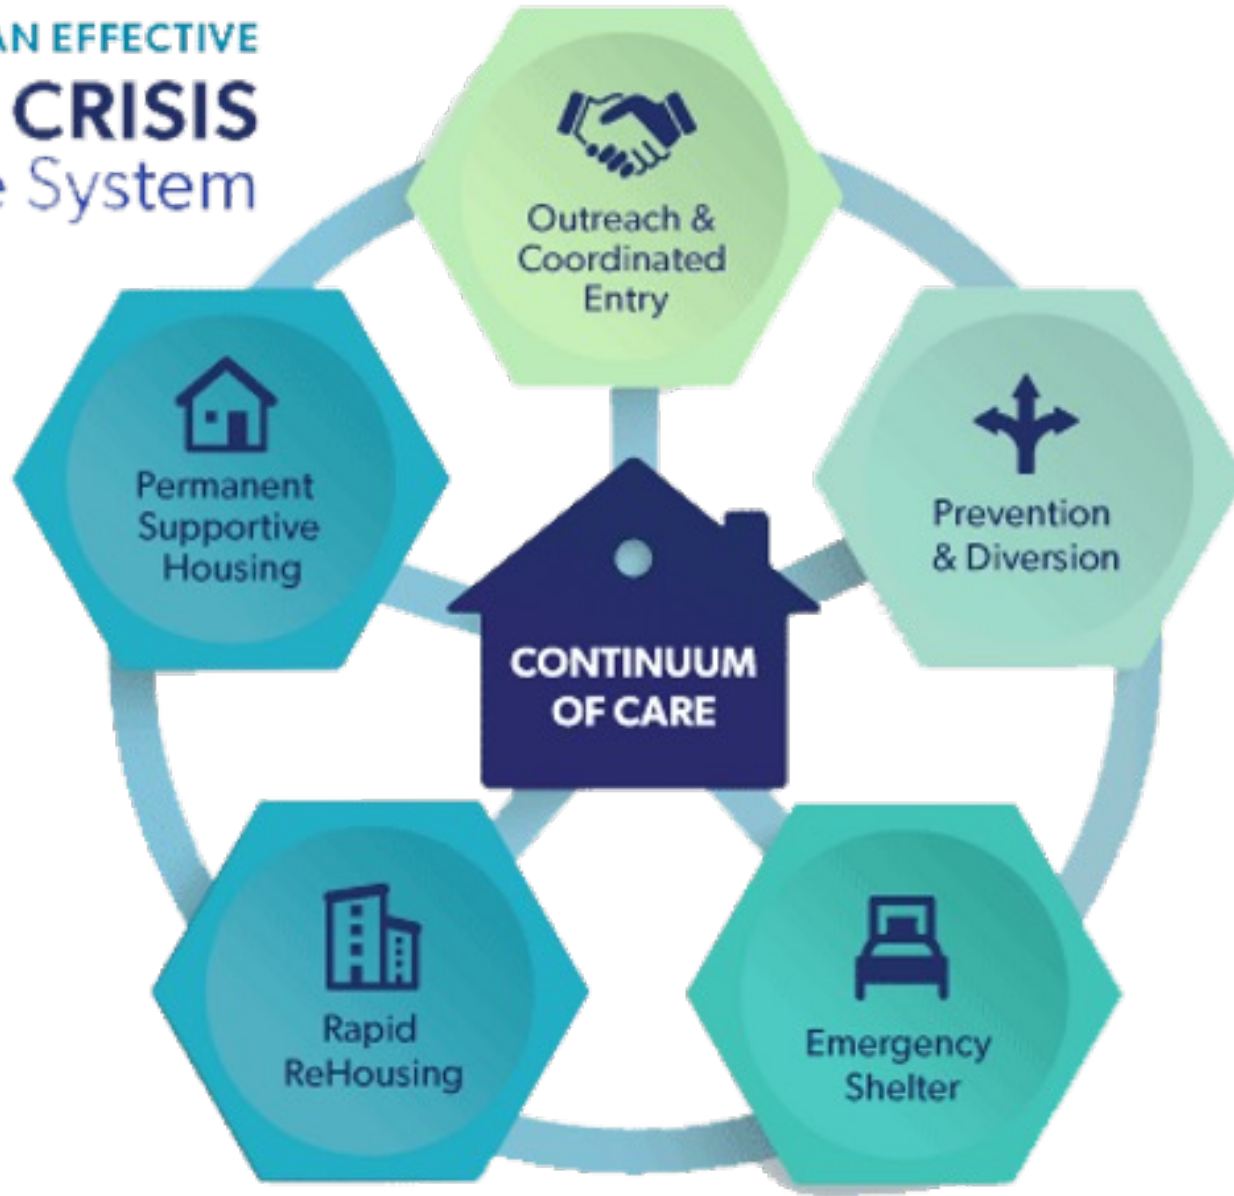 AN EFFECTIVE
CRISIS
e System
Outreach &
Coordinated
Entry
Permanent
Supportive
Housing
Prevention
& Diversion
CONTINUUM
OF CARE
Rapid
ReHousing
Emergency
Shelter